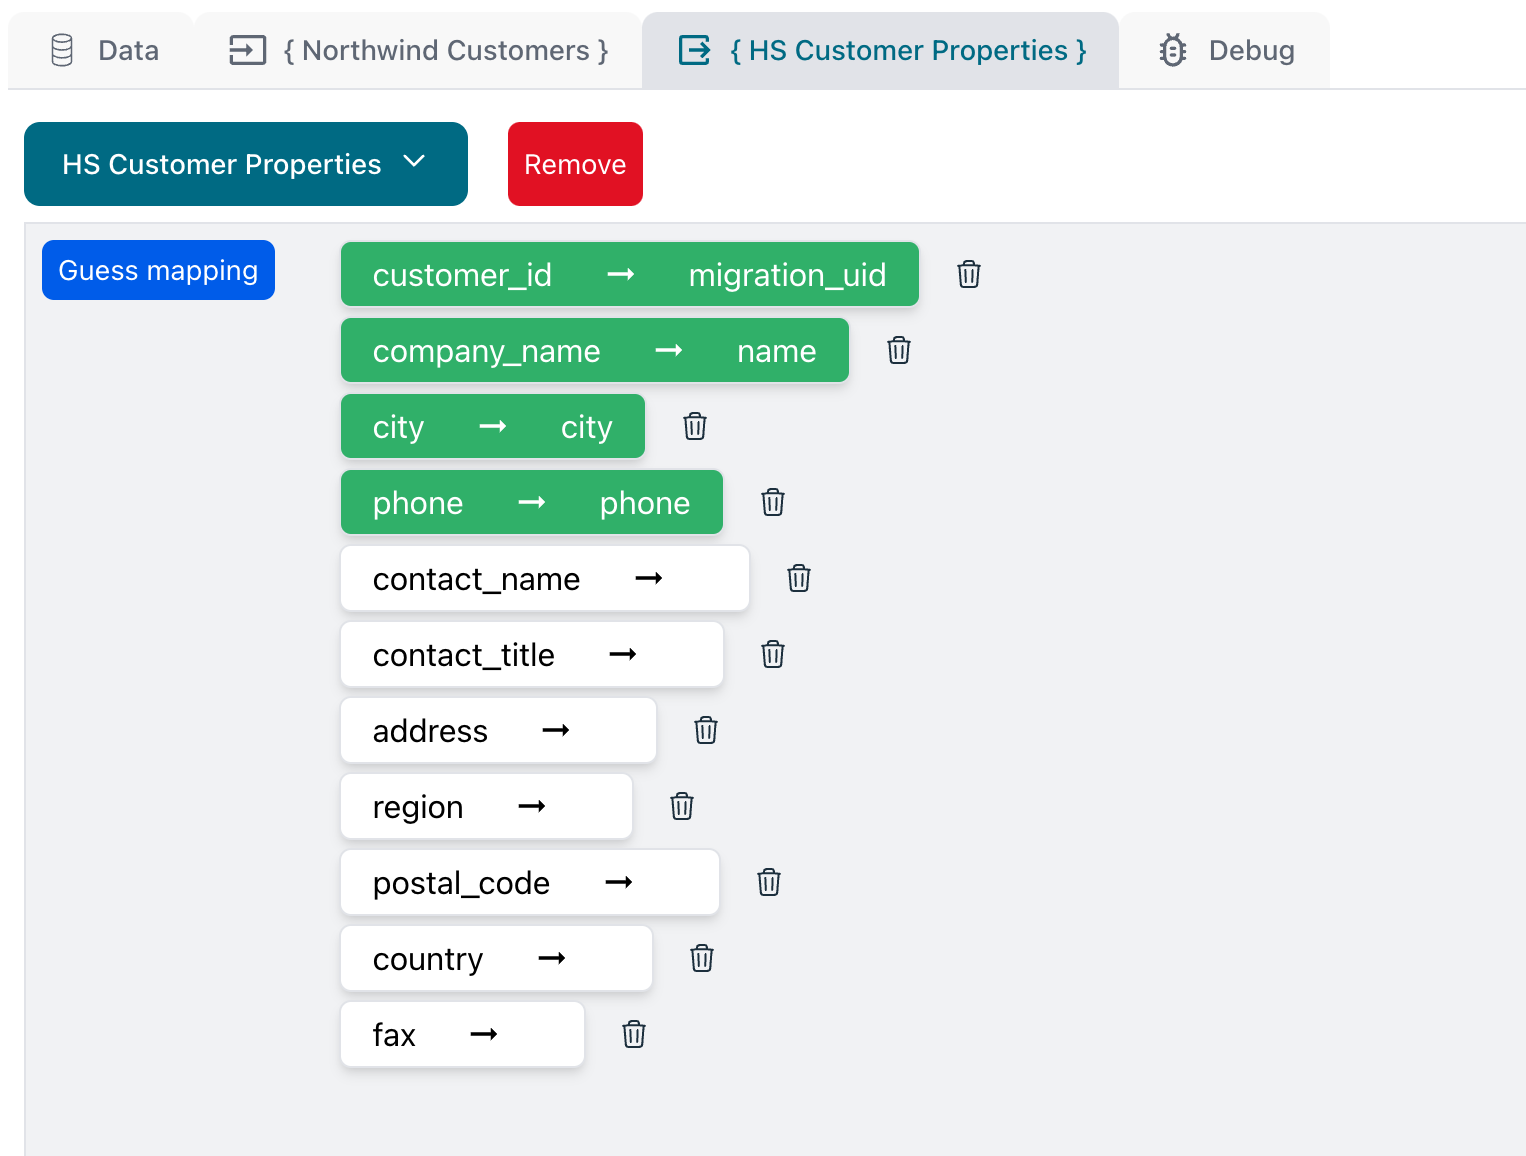 Data { Northwind Customers } { HS Customer Properties } Debug
HS Customer Properties Remove
Guess mapping
customer_id → migration_uid
company_name → name
city → city
phone → phone
contact_name →
contact_title →
address →
region →
postal_code →
country →
fax →